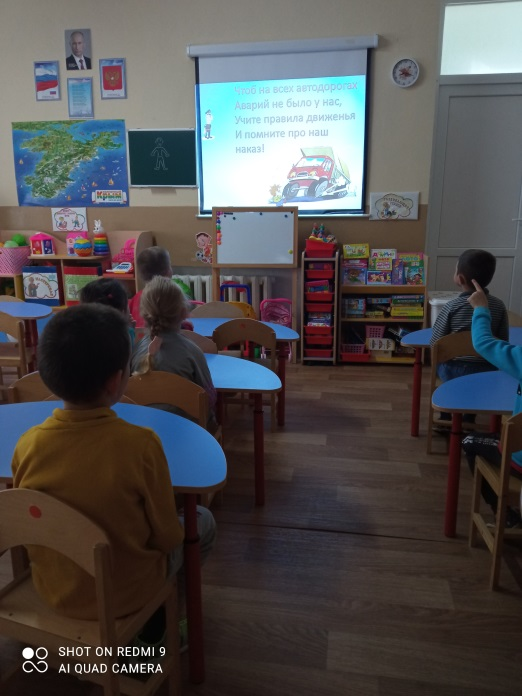 Чтоб на всех автодорогах
Аварий не было у нас,
Учите правила движенья
И помните про наш
наказ!
КРЫМ
SHOT ON REDMI 9
AI QUAD CAMERA